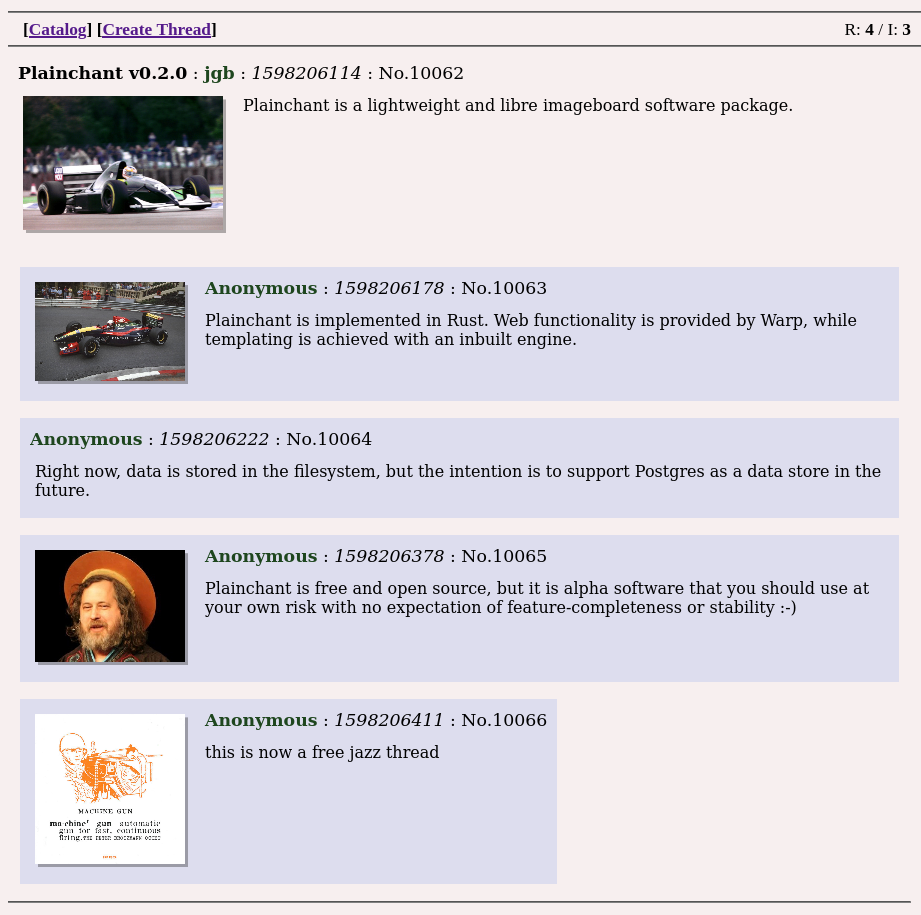 [Catalog] [Create Thread]
R: 4 / I: 3
Plainchant v0.2.0 : jgb : 1598206114 : No.10062
Plainchant is a lightweight and libre imageboard software package.
Anonymous : 1598206178 : No.10063
Plainchant is implemented in Rust. Web functionality is provided by Warp, while
templating is achieved with an inbuilt engine.
Anonymous : 1598206222 : No.10064
Right now, data is stored in the filesystem, but the intention is to support Postgres as a data store in the
future.
Anonymous : 1598206378 : No.10065
Plainchant is free and open source, but it is alpha software that you should use at
your own risk with no expectation of feature-completeness or stability :-)
Anonymous : 1598206411 : No.10066
this is now a free jazz thread
MACHINE GUN
gun automatic
gun for fast, continuous
firing. THE PETER